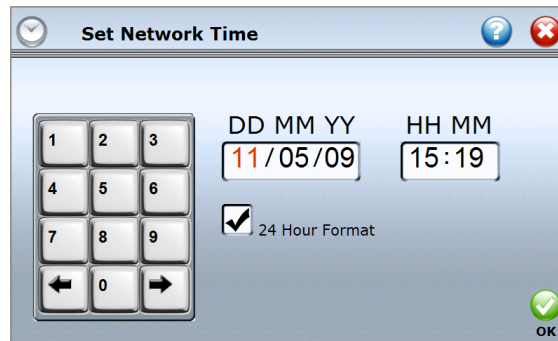 Set Network Time
DD MM YY HH MM
11/05/09 15:19
1 2 3
4 5 6
7 8 9
0
24 Hour Format
OK